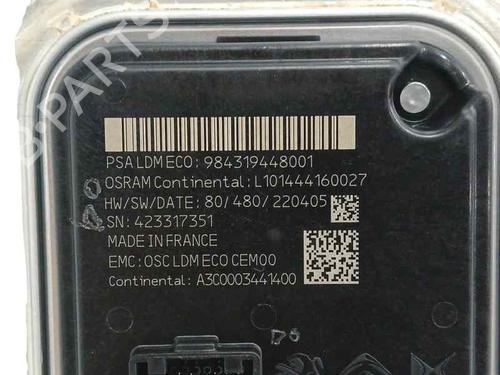 B-PARTS
PSA LDM ECO : 984319448001
OSRAM Continental : L101444160027
HW/SW/DATE : 80/480/220405
SN : 423317351
MADE IN FRANCE
EMC : OSC LDM ECO CEM00
Continental : A3C0003441400